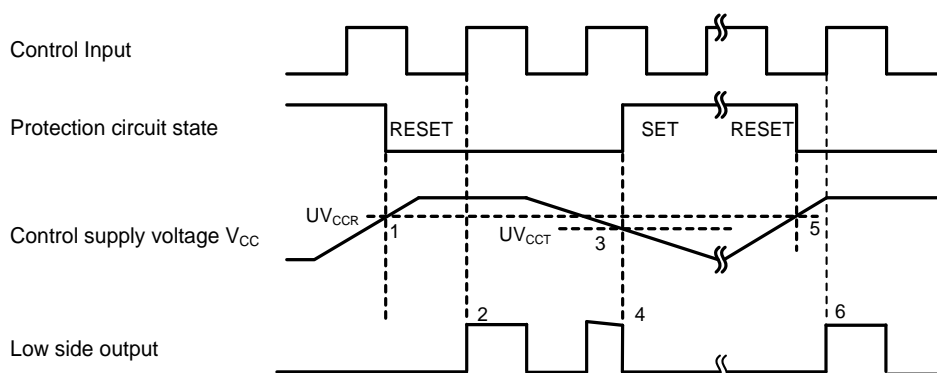 Control Input
Protection circuit state
RESET
SET
RESET
UVCCR
1
Control supply voltage VCC
UVCCT
3
5
2
4
6
Low side output